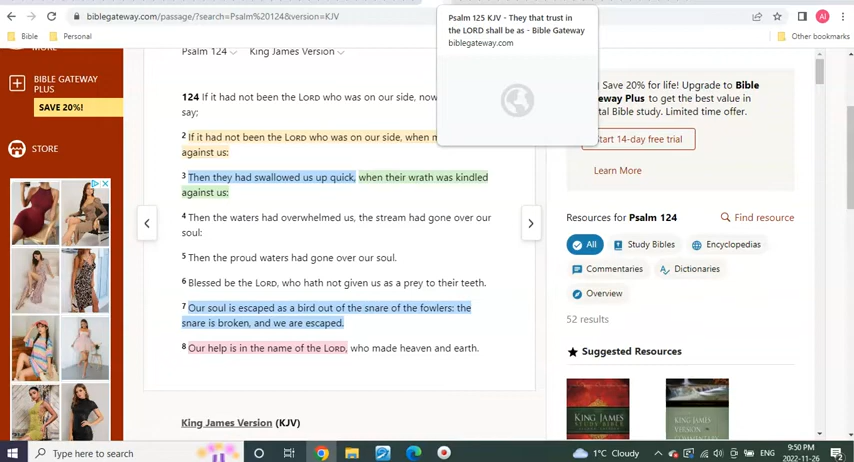 biblegateway.com/passage/?search=Psalm%20124&version=KJV
Bible
Personal
Other bookmarks
Psalm 125 KJV - They that trust in
the LORD shall be as - Bible Gateway
biblegateway.com
AI
MORE
BIBLE GATEWAY
PLUS
SAVE 20%!
STORE
Psalm 124
King James Version
124 If it had not been the LORD who was on our side, now
say;
2 If it had not been the LORD who was on our side, when
against us:
3 Then they had swallowed us up quick, when their wrath was kindled
against us:
4 Then the waters had overwhelmed us, the stream had gone over our
soul:
5 Then the proud waters had gone over our soul.
6 Blessed be the LORD, who hath not given us as a prey to their teeth.
7 Our soul is escaped as a bird out of the snare of the fowlers: the
snare is broken, and we are escaped.
8 Our help is in the name of the LORD, who made heaven and earth.
King James Version (KJV)
Save 20% for life! Upgrade to Bible
eway Plus to get the best value in
tal Bible study. Limited time offer.
tart 14-day free trial
Learn More
Resources for Psalm 124
Find resource
All
Study Bibles
Encyclopedias
Commentaries
Dictionaries
Overview
52 results
Suggested Resources
KING JAMES
STUDY BIBLE
KING JAMES
VERSION
Type here to search
1°C Cloudy
ENG
9:50 PM
2022-11-26
2